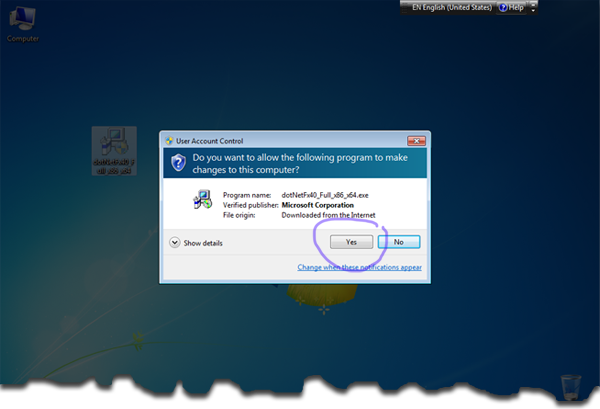 EN English (United States) ? Help
Computer
dotNetFx40_F
ull_x86_x64
User Account Control
Do you want to allow the following program to make
changes to this computer?
Program name: dotNetFx40_Full_x86_x64.exe
Verified publisher: Microsoft Corporation
File origin: Downloaded from the Internet
Show details
Yes
No
Change when these notifications appear